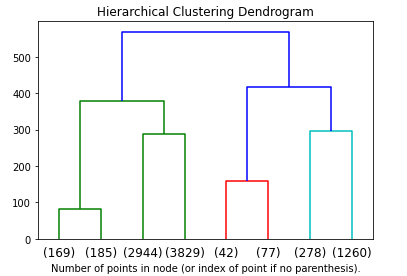 Hierarchical Clustering Dendrogram
500
400
300
200
100
0
(169) (185) (2944) (3829) (42) (77) (278) (1260)
Number of points in node (or index of point if no parenthesis).